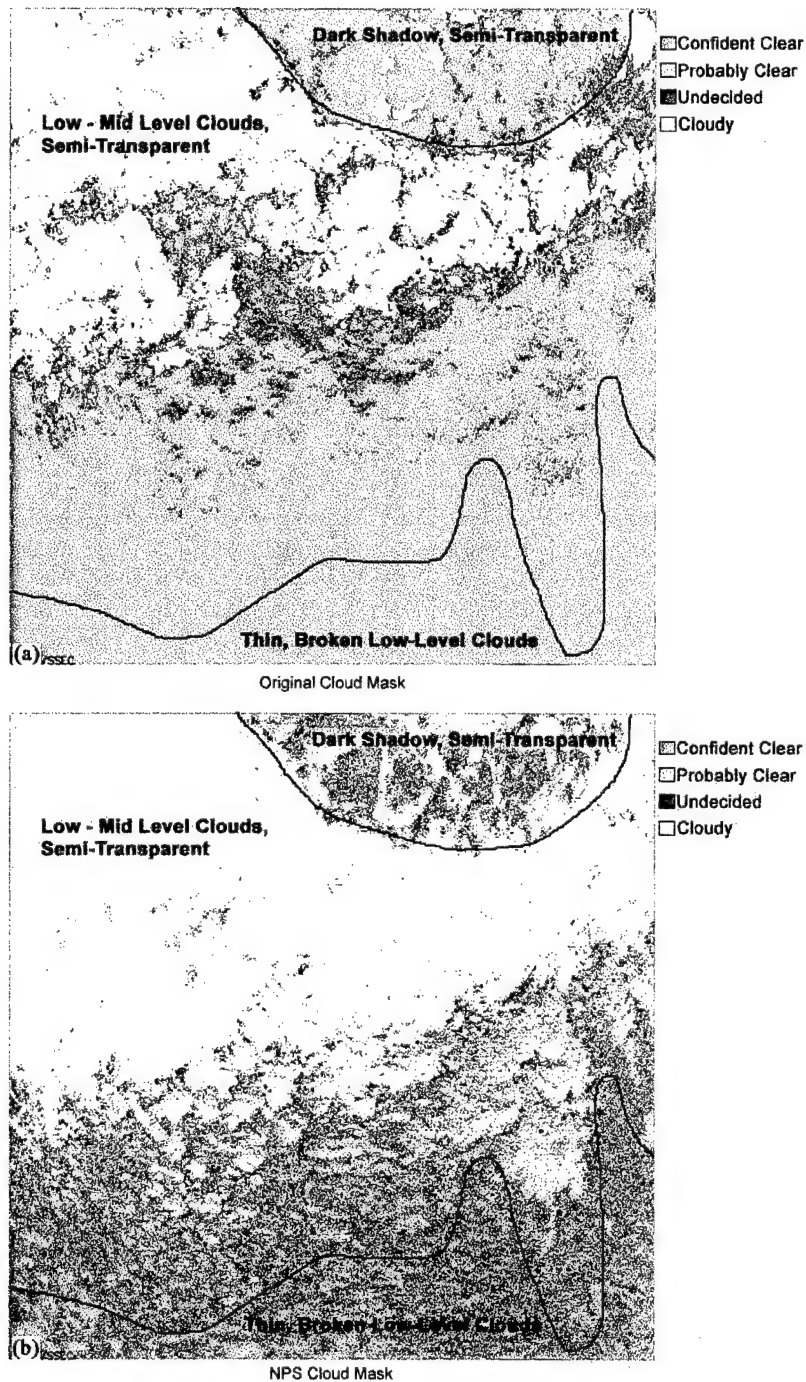 Dark Shadow, Semi-Transparent
Low - Mid Level Clouds,
Semi-Transparent
Confident Clear
Probably Clear
Undecided
Cloudy
Thin, Broken Low-Level Clouds
(a)
Original Cloud Mask
Dark Shadow, Semi-Transparent
Low - Mid Level Clouds,
Semi-Transparent
Confident Clear
Probably Clear
Undecided
Cloudy
Thin, Broken Low-Level Clouds
(b)
NPS Cloud Mask